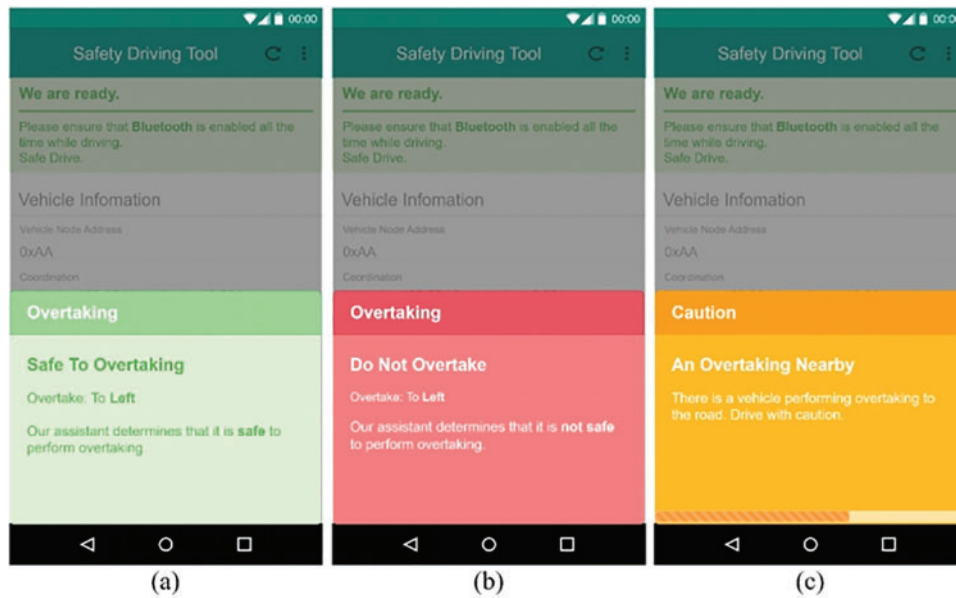 00:00
Safety Driving Tool
We are ready.
Please ensure that Bluetooth is enabled all the
time while driving.
Safe Drive.
Vehicle Infomation
Vehicle Node Address
0xAA
Coordination
Overtaking
Safe To Overtaking
Overtake: To Left
Our assistant determines that it is safe to
perform overtaking
(a)
00:00
Safety Driving Tool
We are ready.
Please ensure that Bluetooth is enabled all the
time while driving.
Safe Drive.
Vehicle Infomation
Vehicle Node Address
0xAA
Coordination
Overtaking
Do Not Overtake
Overtake: To Left
Our assistant determines that it is not safe
to perform overtaking.
(b)
00:00
Safety Driving Tool
We are ready.
Please ensure that Bluetooth is enabled all the
time while driving.
Safe Drive.
Vehicle Infomation
Vehicle Node Address
0xAA
Coordination
Caution
An Overtaking Nearby
There is a vehicle performing overtaking to
the road. Drive with caution.
(c)